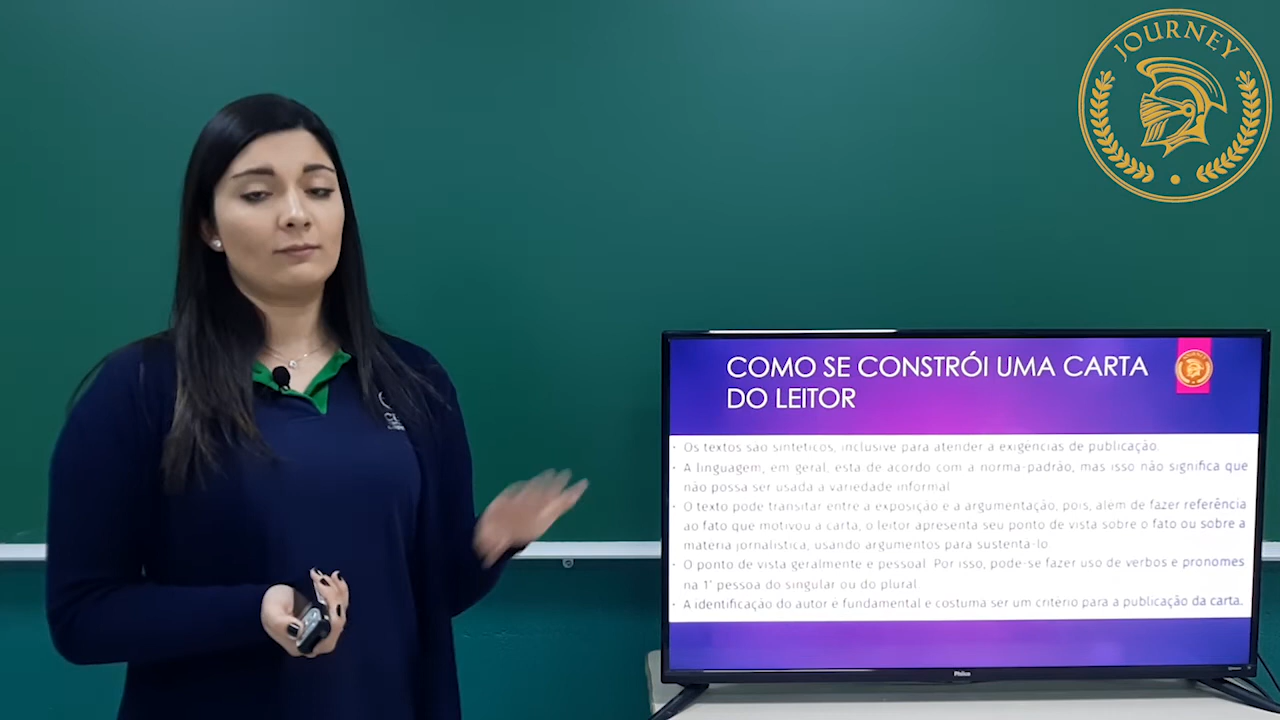 JOURNEY
COMO SE CONSTRÓI UMA CARTA
DO LEITOR
• Os textos são sintéticos, inclusive para atender a exigências de publicação.
• A linguagem, em geral, está de acordo com a norma-padrão, mas isso não significa que
não possa ser usada a variedade informal.
• O texto pode transitar entre a exposição e a argumentação, pois, além de fazer referência
ao fato que motivou a carta, o leitor apresenta seu ponto de vista sobre o fato ou sobre a
matéria jornalística, usando argumentos para sustentá-lo.
• O ponto de vista geralmente é pessoal. Por isso, pode-se fazer uso de verbos e pronomes
na 1ª pessoa do singular ou do plural.
• A identificação do autor é fundamental e costuma ser um critério para a publicação da carta.
Philco